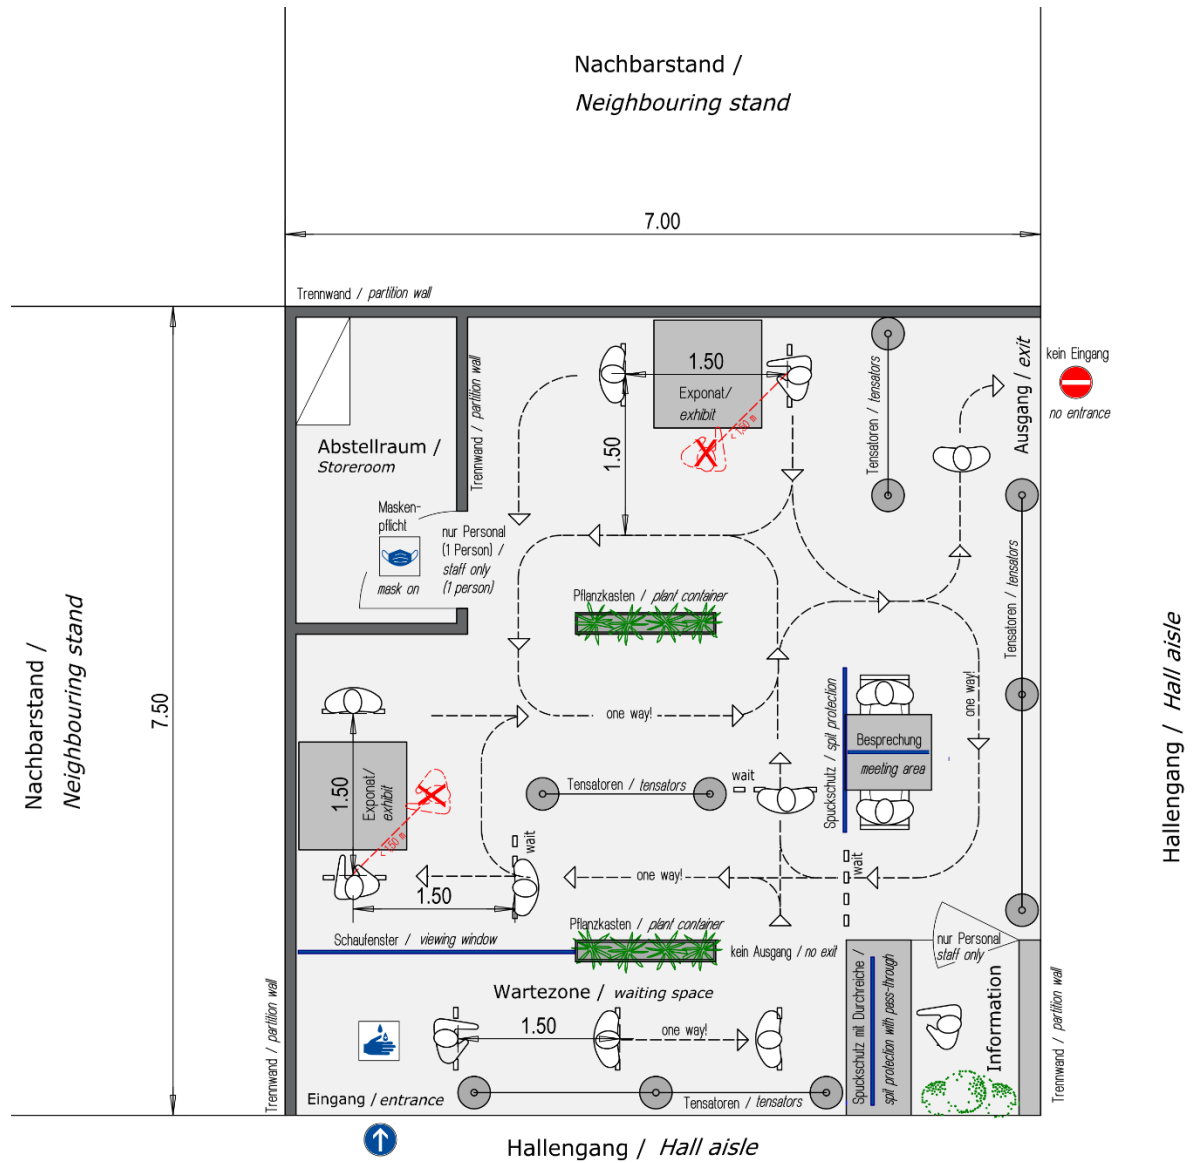 Nachbarstand /
Neighbouring stand
7.00
Trennwand / partition wall
Trennwand / partition wall
Abstellraum /
Storeroom
Masken-
pflicht
mask on
nur Personal
(1 Person) /
staff only
(1 person)
1.50
Exponat/
exhibit
< 1,50 m
1.50
Tensatoren / tensators
Ausgang / exit
kein Eingang
no entrance
Tensatoren / tensators
Pflanzkasten / plant container
Nachbarstand /
Neighbouring stand
7.50
one way!
one way!
Spuckschutz / spit protection
Besprechung
meeting area
Hallengang / Hall aisle
1.50
Exponat/
exhibit
< 1,50 m
Tensatoren / tensators
wait
wait
wait
one way!
1.50
Pflanzkasten / plant container
Schaufenster / viewing window
kein Ausgang / no exit
nur Personal
staff only
Wartezone / waiting space
1.50
one way!
Spuckschutz mit Durchreiche /
spit protection with pass-through
Information
Trennwand / partition wall
Trennwand / partition wall
Eingang / entrance
Tensatoren / tensators
Hallengang / Hall aisle